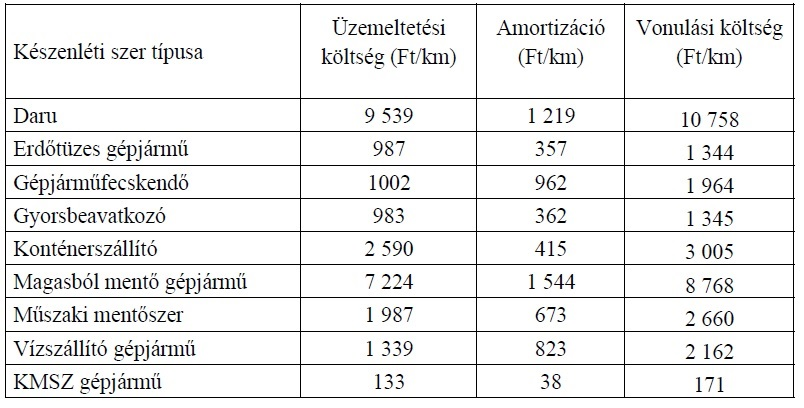 Készenléti szer típusa Üzemeltetési költség (Ft/km) Amortizáció (Ft/km) Vonulási költség (Ft/km)
Daru 9 539 1 219 10 758
Erdőtüzes gépjármű 987 357 1 344
Gépjárműfecskendő 1002 962 1 964
Gyorsbeavatkozó 983 362 1 345
Konténerszállító 2 590 415 3 005
Magasból mentő gépjármű 7 224 1 544 8 768
Műszaki mentőszer 1 987 673 2 660
Vízszállító gépjármű 1 339 823 2 162
KMSZ gépjármű 133 38 171